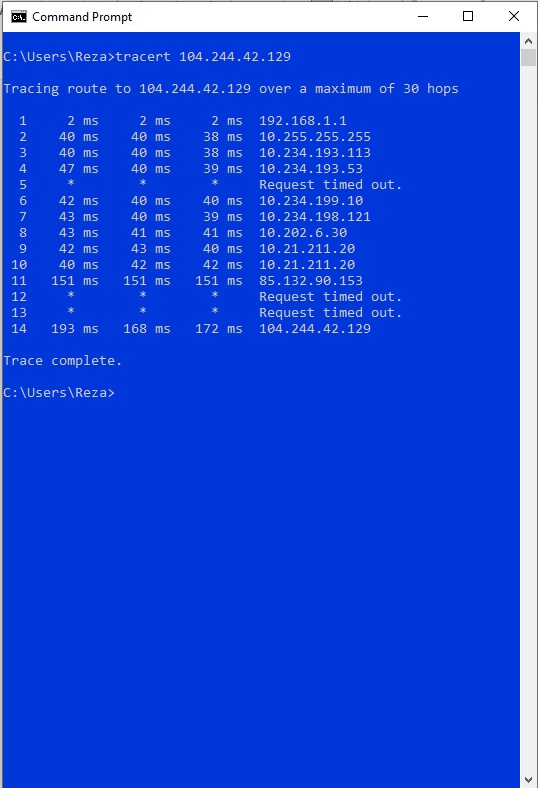 Command Prompt
C:\Users\Reza>tracert 104.244.42.129
Tracing route to 104.244.42.129 over a maximum of 30 hops
1 2 ms 2 ms 2 ms 192.168.1.1
2 40 ms 40 ms 38 ms 10.255.255.255
3 40 ms 40 ms 38 ms 10.234.193.113
4 47 ms 40 ms 39 ms 10.234.193.53
5 * * * Request timed out.
6 42 ms 40 ms 40 ms 10.234.199.10
7 43 ms 40 ms 39 ms 10.234.198.121
8 43 ms 41 ms 41 ms 10.202.6.30
9 42 ms 43 ms 40 ms 10.21.211.20
10 40 ms 42 ms 42 ms 10.21.211.20
11 151 ms 151 ms 151 ms 85.132.90.153
12 * * * Request timed out.
13 * * * Request timed out.
14 193 ms 168 ms 172 ms 104.244.42.129
Trace complete.
C:\Users\Reza>